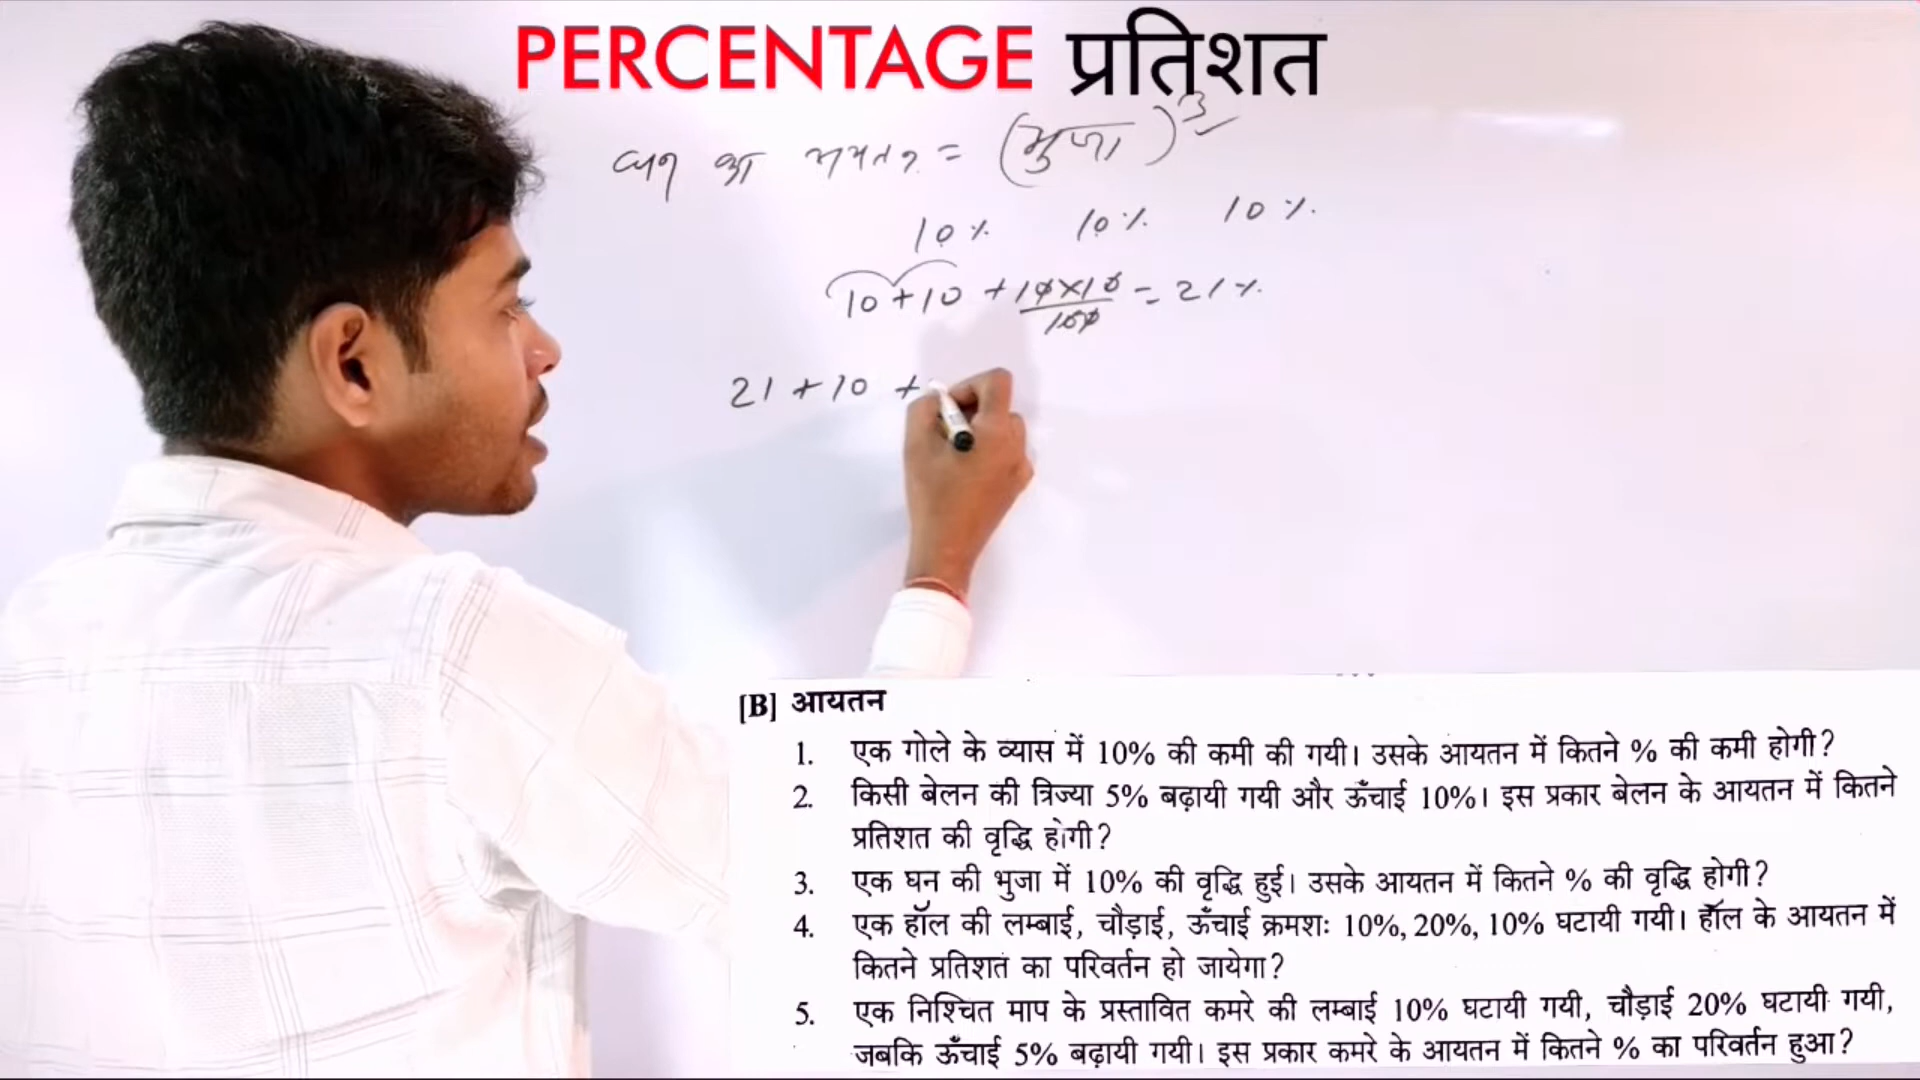 PERCENTAGE प्रतिशत
घन का आयतन = (भुजा)³
10% 10% 10%
10+10 + 10×10/100 = 21%
21 + 10 +
[B] आयतन
1. एक गोले के व्यास में 10% की कमी की गयी। उसके आयतन में कितने % की कमी होगी?
2. किसी बेलन की त्रिज्या 5% बढ़ायी गयी और ऊँचाई 10%। इस प्रकार बेलन के आयतन में कितने
प्रतिशत की वृद्धि होगी?
3. एक घन की भुजा में 10% की वृद्धि हुई। उसके आयतन में कितने % की वृद्धि होगी?
4. एक हॉल की लम्बाई, चौड़ाई, ऊँचाई क्रमशः 10%, 20%, 10% घटायी गयी। हॉल के आयतन में
कितने प्रतिशत का परिवर्तन हो जायेगा?
5. एक निश्चित माप के प्रस्तावित कमरे की लम्बाई 10% घटायी गयी, चौड़ाई 20% घटायी गयी,
जबकि ऊँचाई 5% बढ़ायी गयी। इस प्रकार कमरे के आयतन में कितने % का परिवर्तन हुआ?